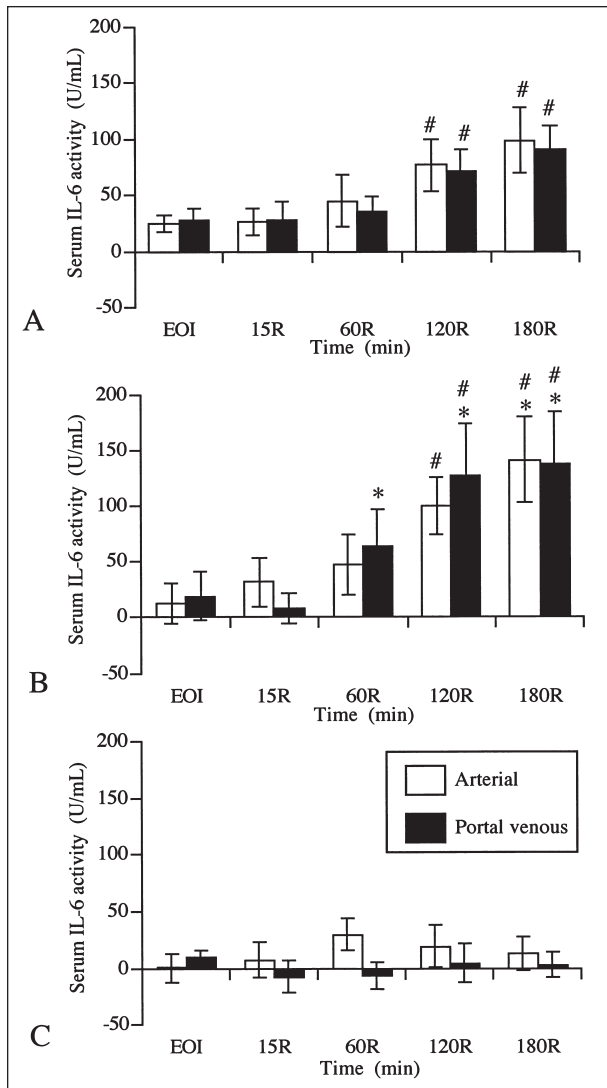 200
150
100
50
0
-50
Serum IL-6 activity (U/mL)
# # # #
EOI 15R 60R 120R 180R
Time (min)
A
200
150
100
50
0
-50
Serum IL-6 activity (U/mL)
# # #
# * * *
*
EOI 15R 60R 120R 180R
Time (min)
B
200
150
100
50
0
-50
Serum IL-6 activity (U/mL)
Arterial
Portal venous
EOI 15R 60R 120R 180R
Time (min)
C